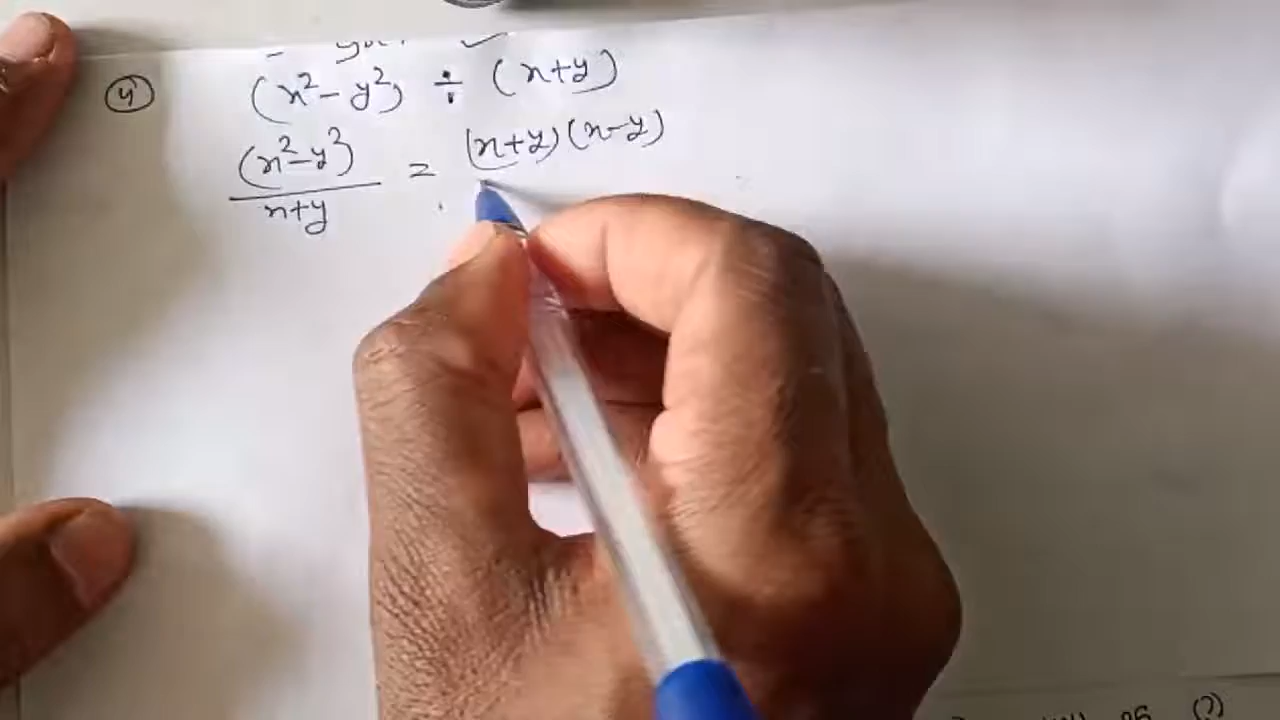 ④ (x² - y²) ÷ (x+y)
(x²-y²)/x+y = (x+y)(x-y)
(?)